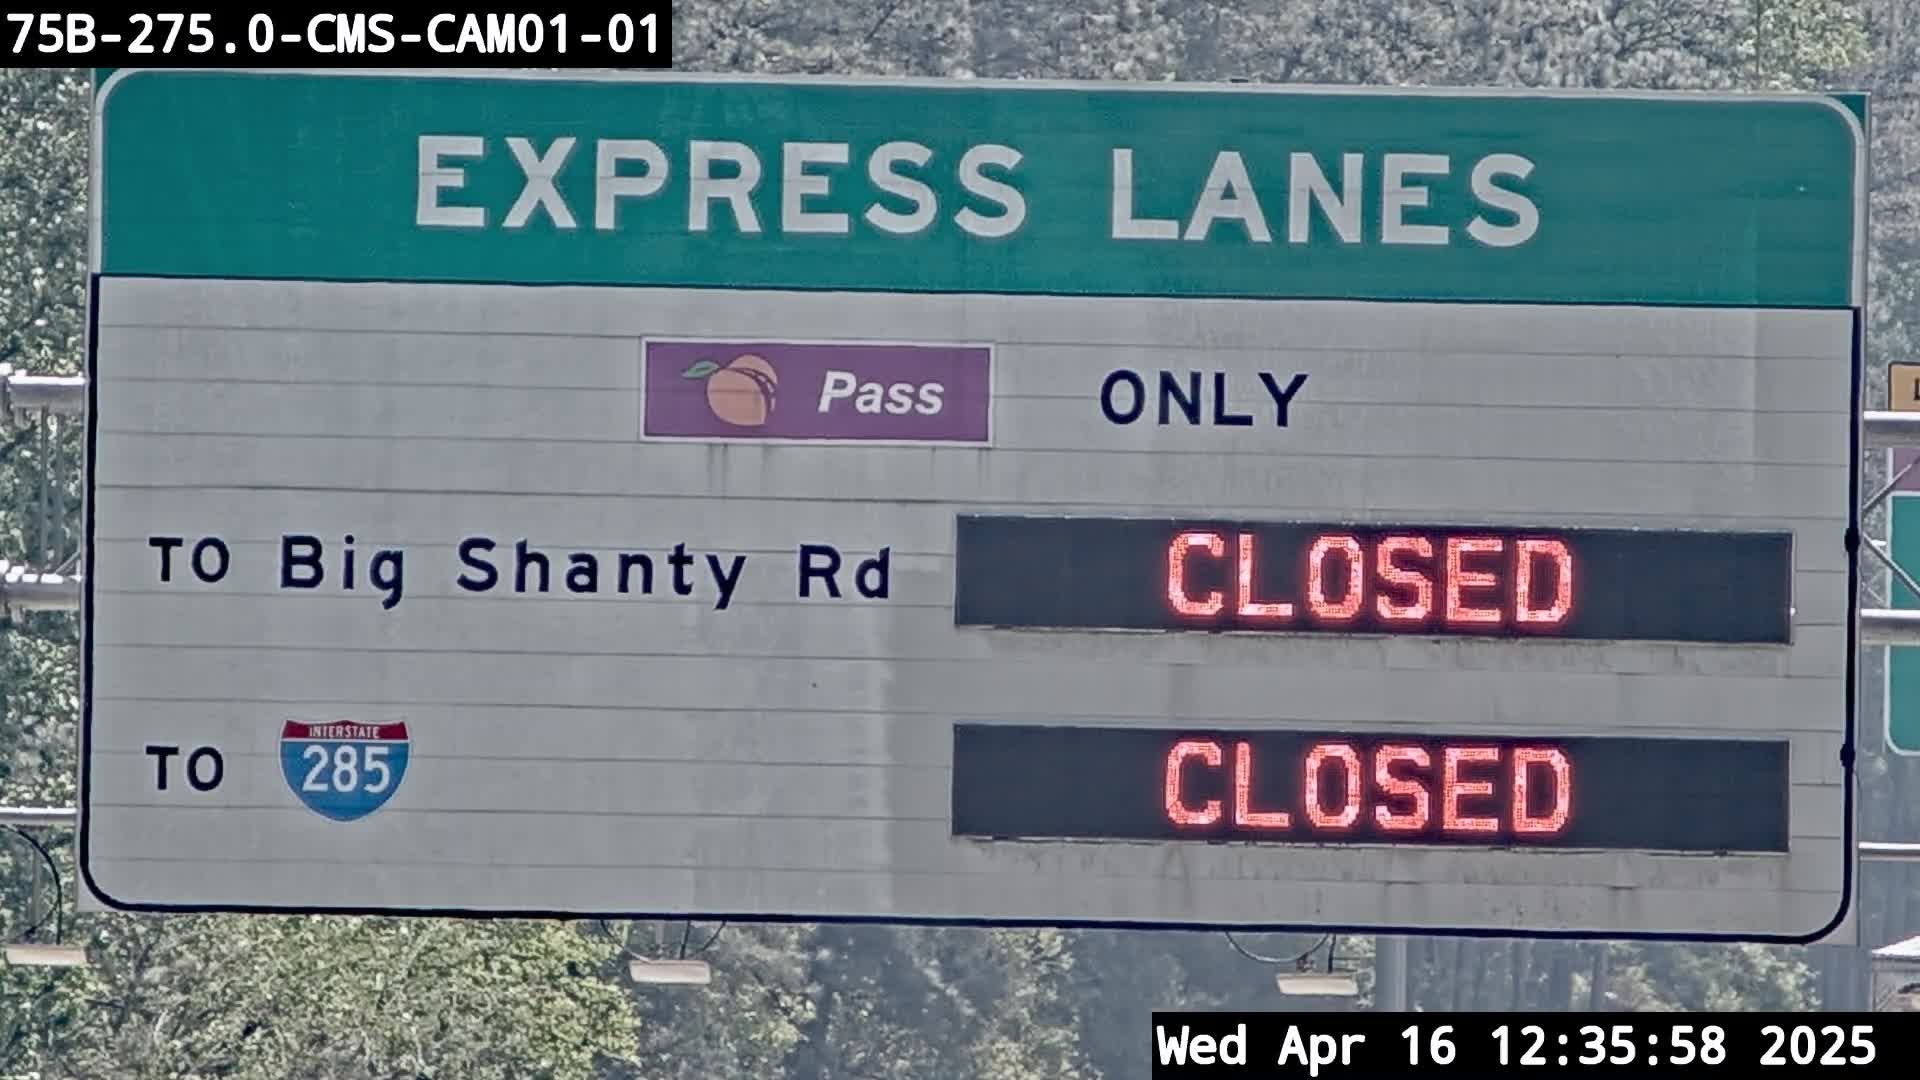 75B-275.0-CMS-CAM01-01
EXPRESS LANES
Pass ONLY
TO Big Shanty Rd CLOSED
TO INTERSTATE 285 CLOSED
Wed Apr 16 12:35:58 2025